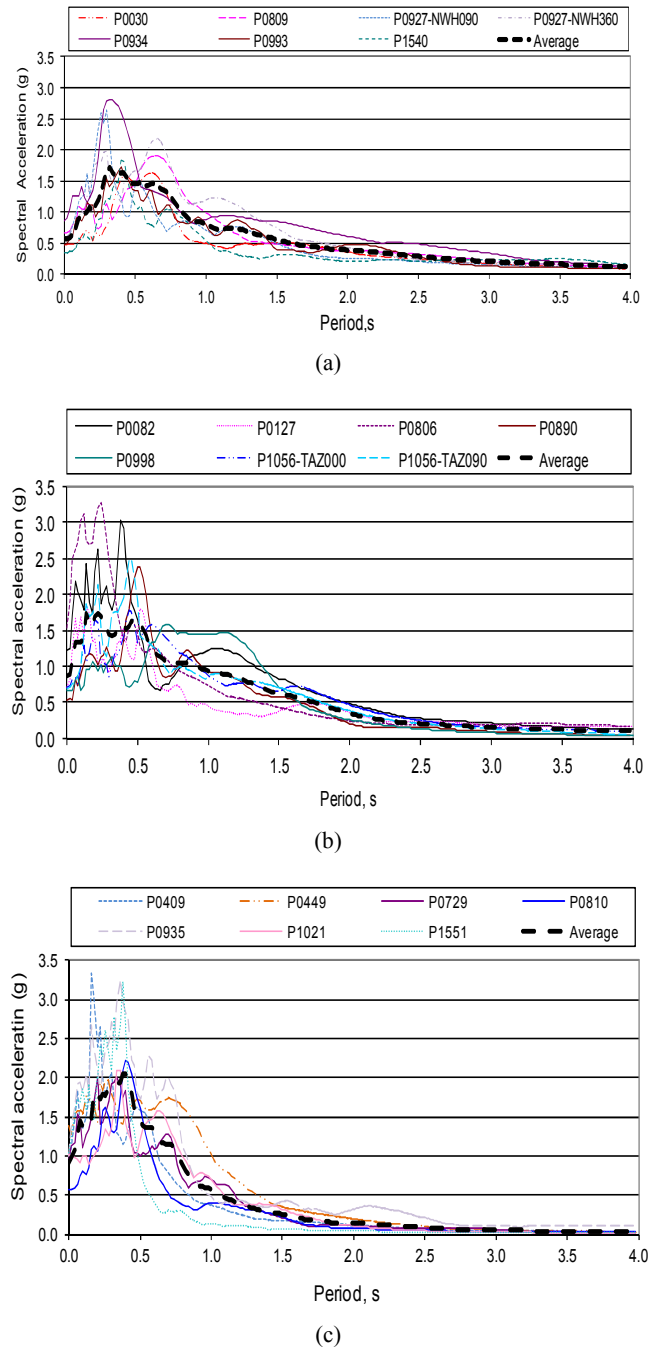 P0030 P0809 P0927-NWH090 P0927-NWH360
P0934 P0993 P1540 Average
Spectral Acceleration (g)
3.5
3.0
2.5
2.0
1.5
1.0
0.5
0.0
0.0 0.5 1.0 1.5 2.0 2.5 3.0 3.5 4.0
Period,s
(a)
P0082 P0127 P0806 P0890
P0998 P1056-TAZ000 P1056-TAZ090 Average
Spectral acceleration (g)
3.5
3.0
2.5
2.0
1.5
1.0
0.5
0.0
0.0 0.5 1.0 1.5 2.0 2.5 3.0 3.5 4.0
Period, s
(b)
P0409 P0449 P0729 P0810
P0935 P1021 P1551 Average
Spectral acceleratin (g)
3.5
3.0
2.5
2.0
1.5
1.0
0.5
0.0
0.0 0.5 1.0 1.5 2.0 2.5 3.0 3.5 4.0
Period, s
(c)